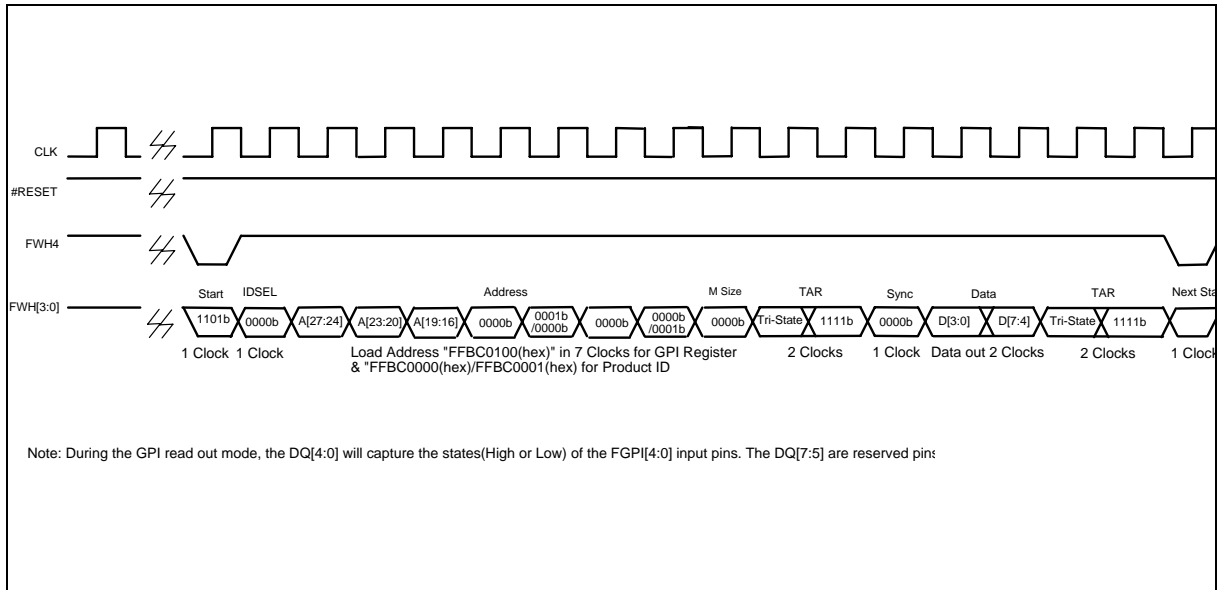 CLK
#RESET
FWH4
FWH[3:0]
Start IDSEL Address M Size TAR Sync Data TAR Next Sta
1101b 0000b A[27:24] A[23:20] A[19:16] 0000b 0001b /0000b 0000b 0000b /0001b 0000b Tri-State 1111b 0000b D[3:0] D[7:4] Tri-State 1111b
1 Clock 1 Clock Load Address "FFBC0100(hex)" in 7 Clocks for GPI Register 2 Clocks 1 Clock Data out 2 Clocks 2 Clocks 1 Clock
& "FFBC0000(hex)/FFBC0001(hex) for Product ID
Note: During the GPI read out mode, the DQ[4:0] will capture the states(High or Low) of the FGPI[4:0] input pins. The DQ[7:5] are reserved pins